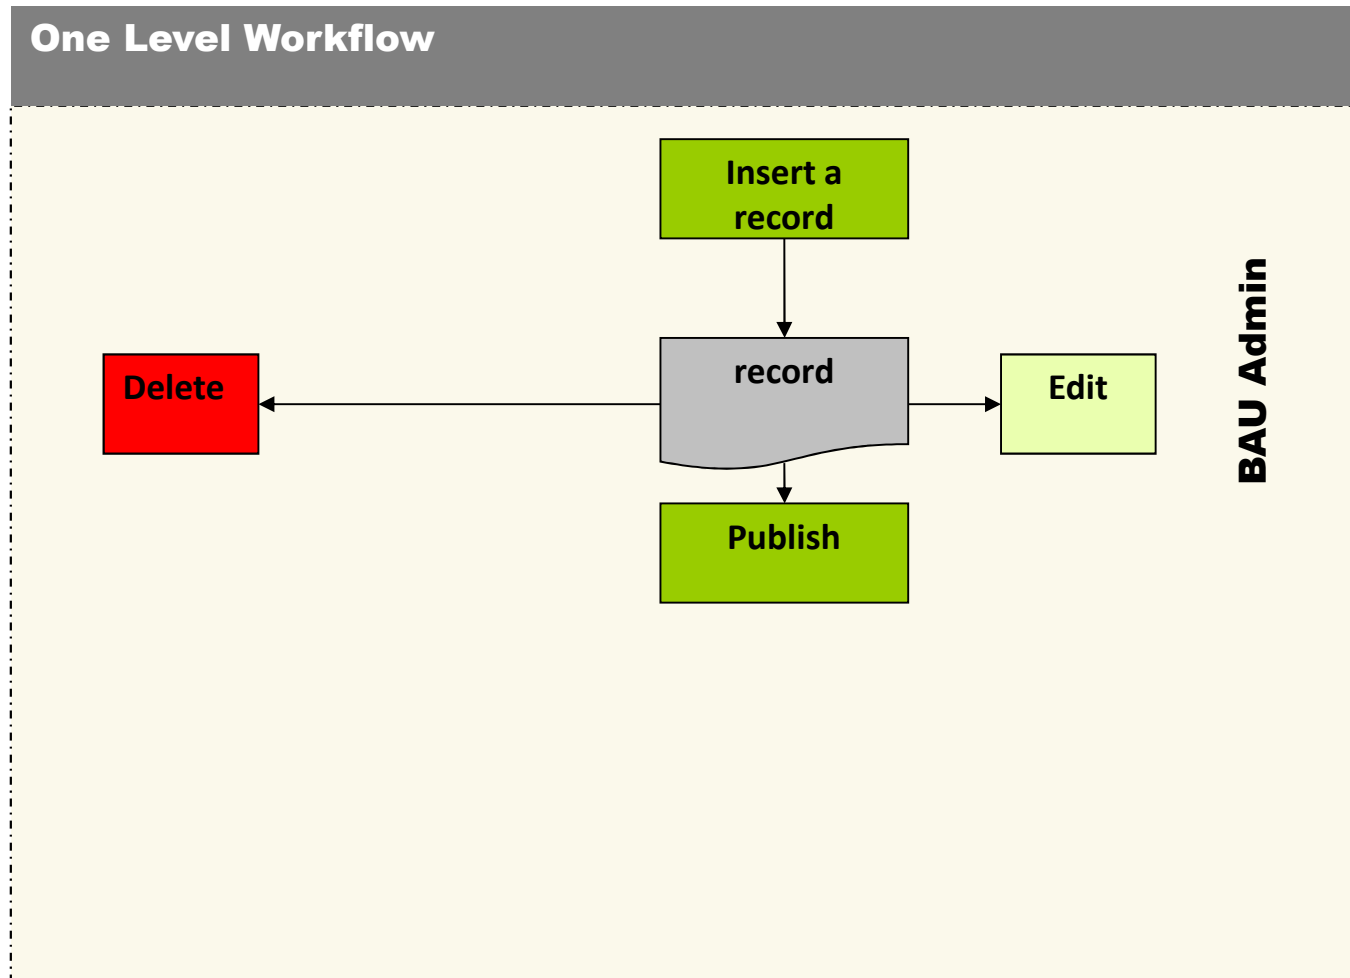 One Level Workflow
Insert a
record
record
Delete
Edit
BAU Admin
Publish